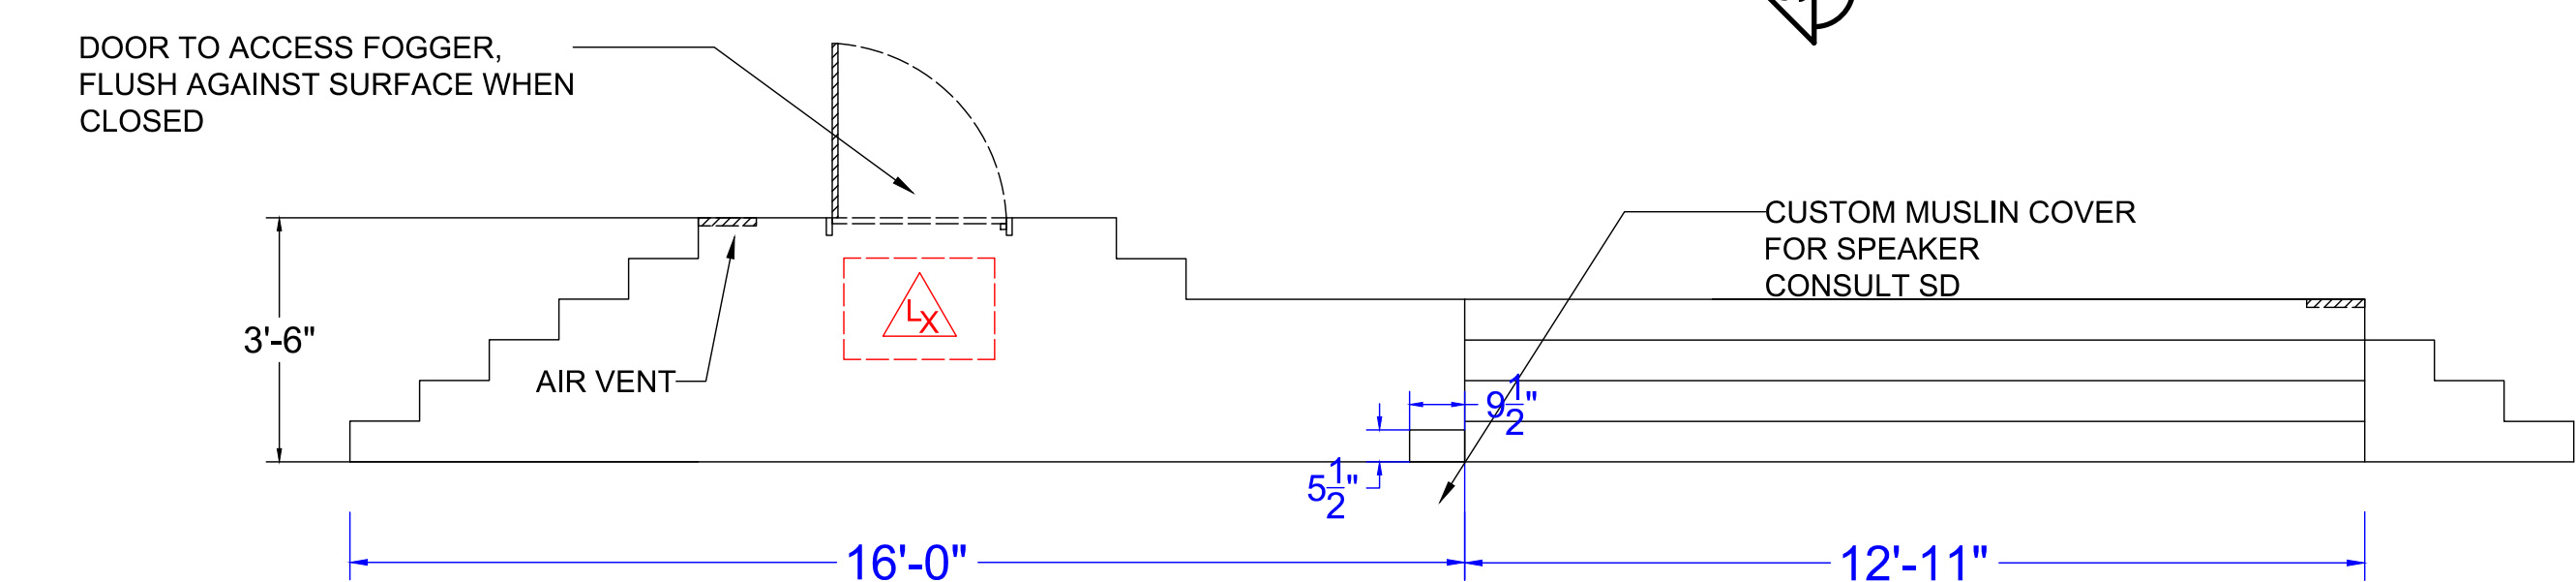 DOOR TO ACCESS FOGGER,
FLUSH AGAINST SURFACE WHEN
CLOSED
CUSTOM MUSLIN COVER
FOR SPEAKER
CONSULT SD
LX
3'-6"
AIR VENT
9 1/2"
5 1/2"
16'-0"
12'-11"